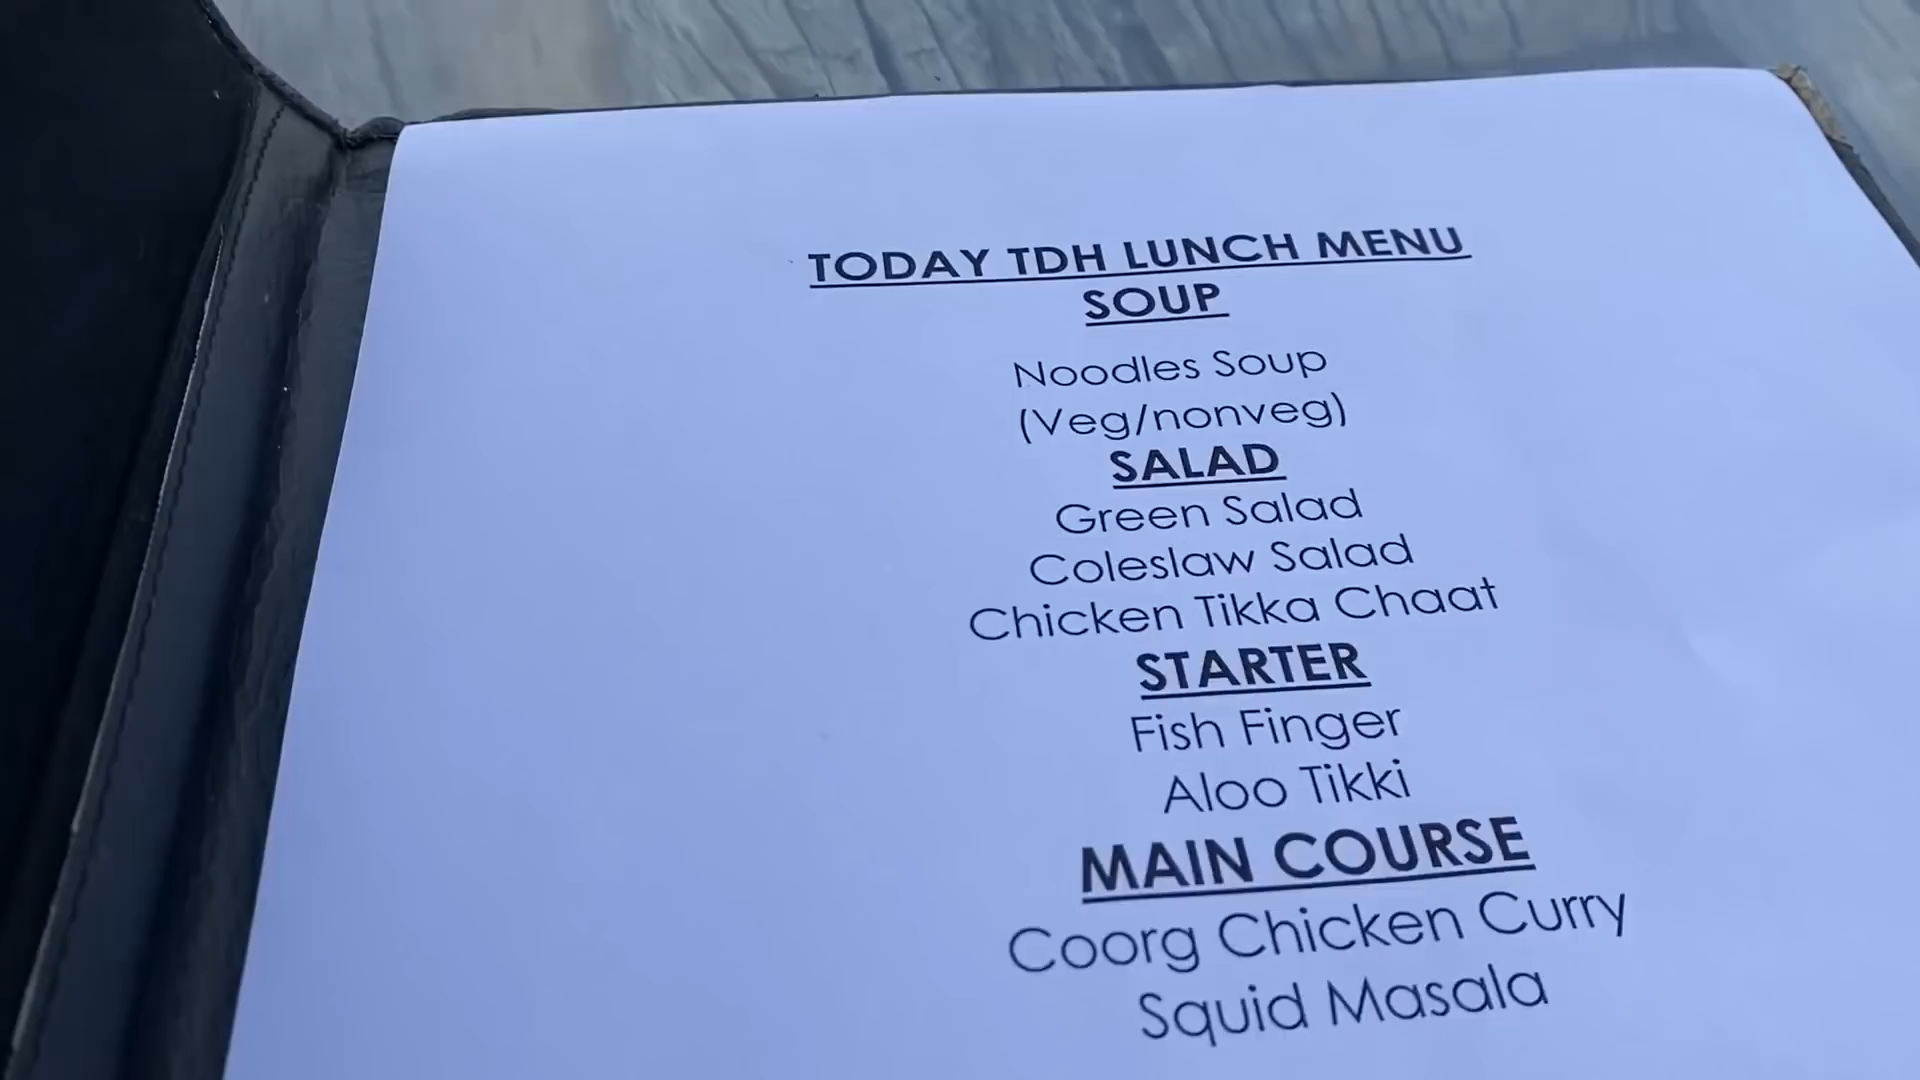 TODAY TDH LUNCH MENU
SOUP
Noodles Soup
(Veg/nonveg)
SALAD
Green Salad
Coleslaw Salad
Chicken Tikka Chaat
STARTER
Fish Finger
Aloo Tikki
MAIN COURSE
Coorg Chicken Curry
Squid Masala